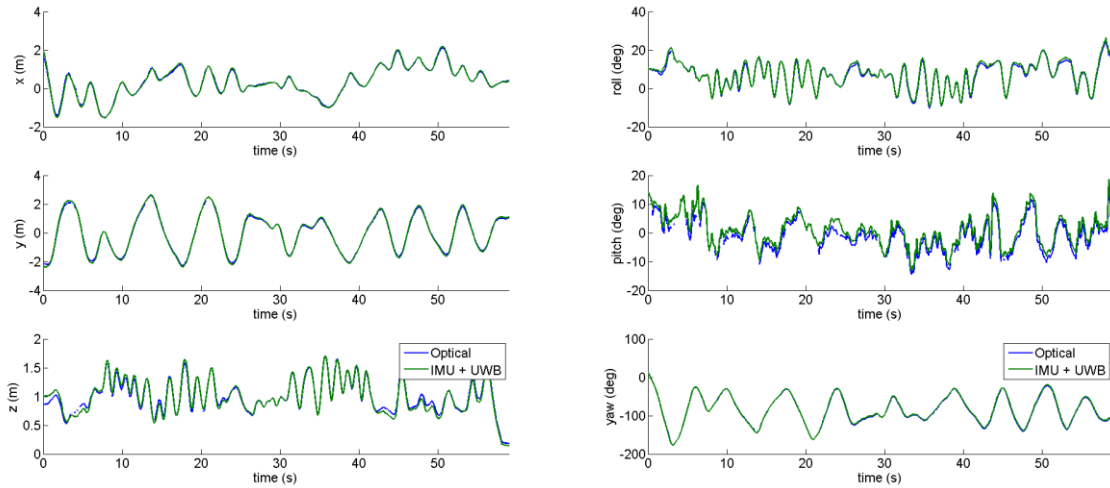 4
2
0
-2
x (m)
0 10 20 30 40 50
time (s)
4
2
0
-2
-4
y (m)
0 10 20 30 40 50
time (s)
2
1.5
1
0.5
0
z (m)
Optical
IMU + UWB
0 10 20 30 40 50
time (s)
40
20
0
-20
roll (deg)
0 10 20 30 40 50
time (s)
20
10
0
-10
-20
pitch (deg)
0 10 20 30 40 50
time (s)
100
0
-100
-200
yaw (deg)
Optical
IMU + UWB
0 10 20 30 40 50
time (s)